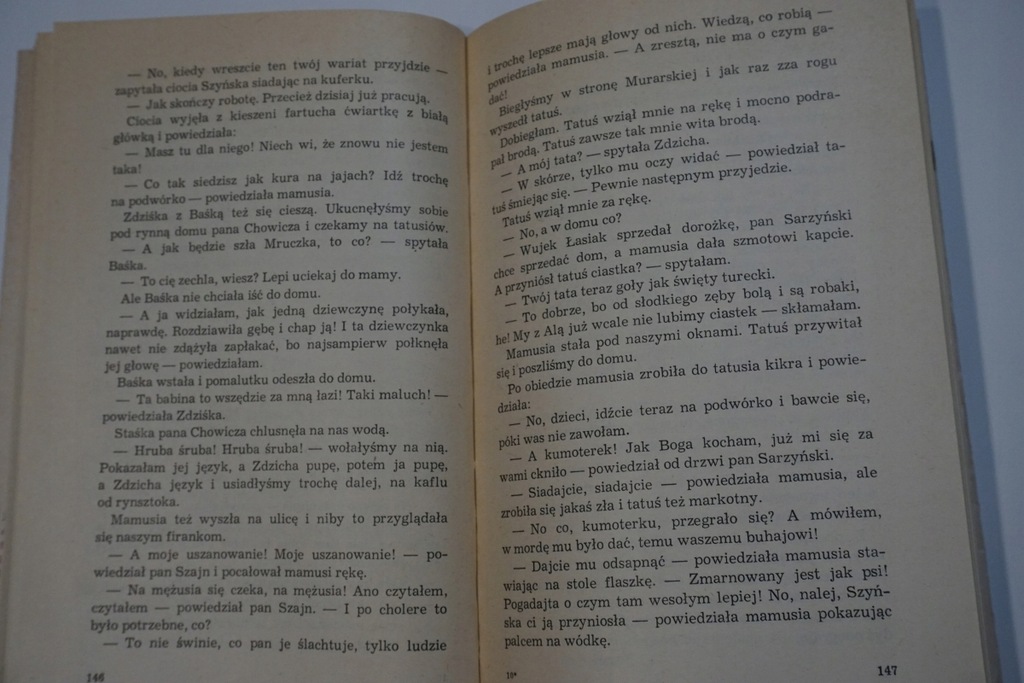 — No, kiedy wreszcie ten twój wariat przyjdzie —
zapytała ciocia Szyńska siadając na kuferku.
— Jak skończy robotę. Przecież dzisiaj już pracują.
Ciocia wyjęła z kieszeni fartucha ćwiartkę z białą
główką i powiedziała:
— Masz tu dla niego! Niech wi, że znowu nie jestem
taka!
— Co tak siedzisz jak kura na jajach? Idź trochę
na podwórko — powiedziała mamusia.
Zdziśka z Baśką też się cieszą. Ukucnęłyśmy sobie
pod rynną domu pana Chowicza i czekamy na tatusiów.
— A jak będzie szła Mruczka, to co? — spytała
Baśka.
— To cię zechla, wiesz? Lepi uciekaj do mamy.
Ale Baśka nie chciała iść do domu.
— A ja widziałam, jak jedną dziewczynę połykała,
naprawdę. Rozdziawiła gębę i chap ją! I ta dziewczynka
nawet nie zdążyła zapłakać, bo najsampierw połknęła
jej głowę — powiedziałam.
Baśka wstała i pomalutku odeszła do domu.
— Ta babina to wszędzie za mną łazi! Taki maluch! —
powiedziała Zdziśka.
Staśka pana Chowicza chlusnęła na nas wodą.
— Hruba śruba! Hruba śruba! — wołałyśmy na nią.
Pokazałam jej język, a Zdzicha pupę, potem ja pupę,
a Zdzicha język i usiadłyśmy trochę dalej, na kaflu
od rynsztoka.
Mamusia też wyszła na ulicę i niby to przyglądała
się naszym firankom.
— A moje uszanowanie! Moje uszanowanie! — po-
wiedział pan Szajn i pocałował mamusi rękę.
— Na mężusia się czeka, na mężusia! Ano czytałem,
czytałem — powiedział pan Szajn. — I po cholere to
było potrzebne, co?
— To nie świnie, co pan je ślachtuje, tylko ludzie
146
i trochę lepsze mają głowy od nich. Wiedzą, co robią —
powiedziała mamusia. — A zresztą, nie ma o czym ga-
dać!
Biegłyśmy w stronę Murarskiej i jak raz zza rogu
wyszedł tatuś.
Dobiegłam. Tatuś wziął mnie na rękę i mocno podra-
pał brodą. Tatuś zawsze tak mnie wita brodą.
— A mój tata? — spytała Zdzicha.
— W skórze, tylko mu oczy widać — powiedział ta-
tuś śmiejąc się. — Pewnie następnym przyjedzie.
Tatuś wziął mnie za rękę.
— No, a w domu co?
— Wujek Łasiak sprzedał dorożkę, pan Sarzyński
chce sprzedać dom, a mamusia dała szmotowi kapcie.
A przyniósł tatuś ciastka? — spytałam.
— Twój tata teraz goły jak święty turecki.
— To dobrze, bo od słodkiego zęby bolą i są robaki,
he! My z Alą już wcale nie lubimy ciastek — skłamałam.
Mamusia stała pod naszymi oknami. Tatuś przywitał
się i poszliśmy do domu.
Po obiedzie mamusia zrobiła do tatusia kikra i powie-
działa:
— No, dzieci, idźcie teraz na podwórko i bawcie się,
póki was nie zawołam.
— A kumoterek! Jak Boga kocham, już mi się za
wami ckniło — powiedział od drzwi pan Sarzyński.
— Siadajcie, siadajcie — powiedziała mamusia, ale
zrobiła się jakaś zła i tatuś też markotny.
— No co, kumoterku, przegrało się? A mówiłem,
w mordę mu było dać, temu waszemu buhajowi!
— Dajcie mu odsapnąć — powiedziała mamusia sta-
wiając na stole flaszkę. — Zmarnowany jest jak psi!
Pogadajta o czym tam wesołym lepiej! No, nalej, Szyń-
ska ci ją przyniosła — powiedziała mamusia pokazując
palcem na wódkę.
10*
147